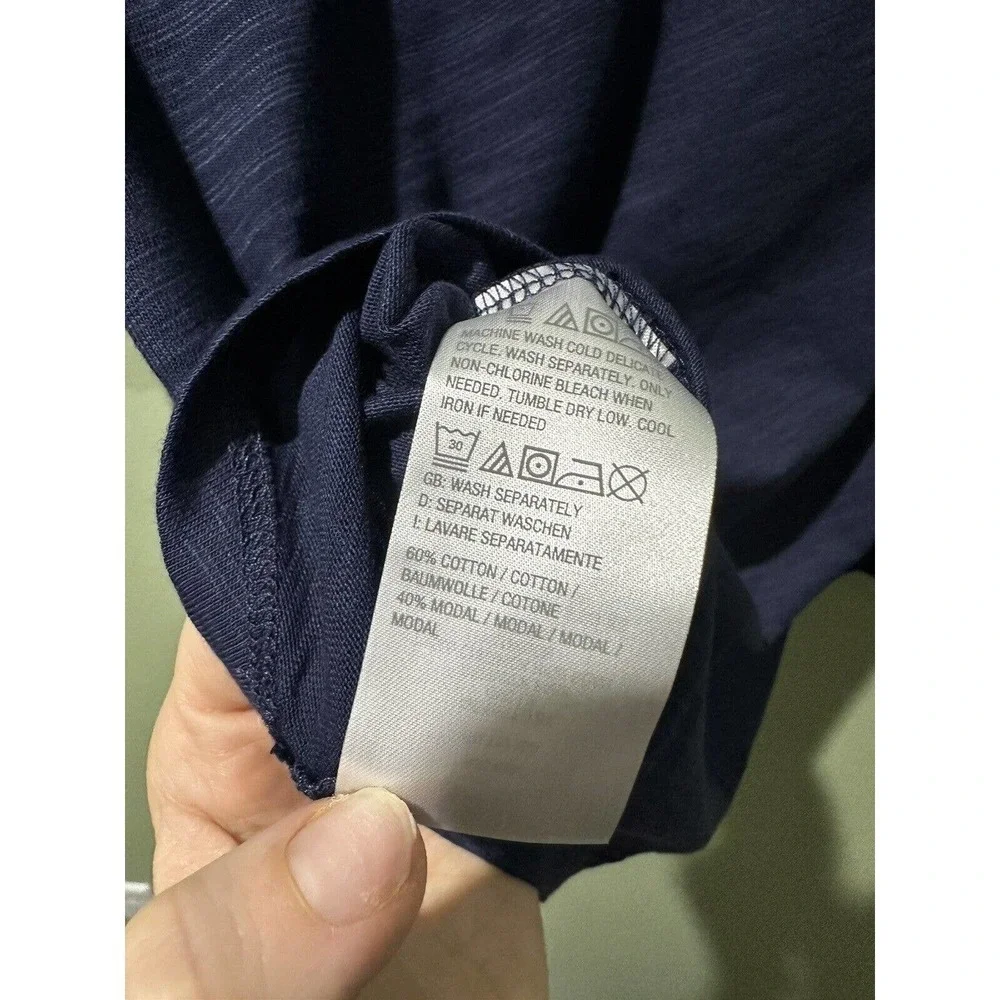 MACHINE WASH COLD DELICATE
CYCLE. WASH SEPARATELY. ONLY
NON-CHLORINE BLEACH WHEN
NEEDED. TUMBLE DRY LOW. COOL
IRON IF NEEDED
30
GB: WASH SEPARATELY
D: SEPARAT WASCHEN
I: LAVARE SEPARATAMENTE
60% COTTON / COTTON /
BAUMWOLLE / COTONE
40% MODAL / MODAL / MODAL /
MODAL